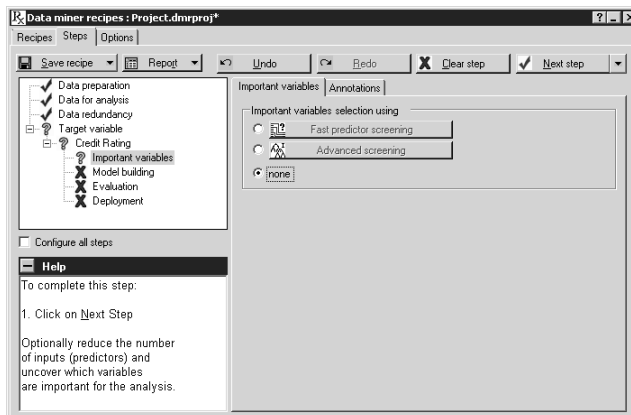 Data miner recipes : Project.dmrproj*
Recipes Steps Options
Save recipe Report Undo Redo Clear step Next step
Data preparation
Data for analysis
Data redundancy
Target variable
Credit Rating
Important variables
Model building
Evaluation
Deployment
Configure all steps
Important variables Annotations
Important variables selection using
Fast predictor screening
Advanced screening
none
Help
To complete this step:
1. Click on Next Step
Optionally reduce the number
of inputs (predictors) and
uncover which variables
are important for the analysis.